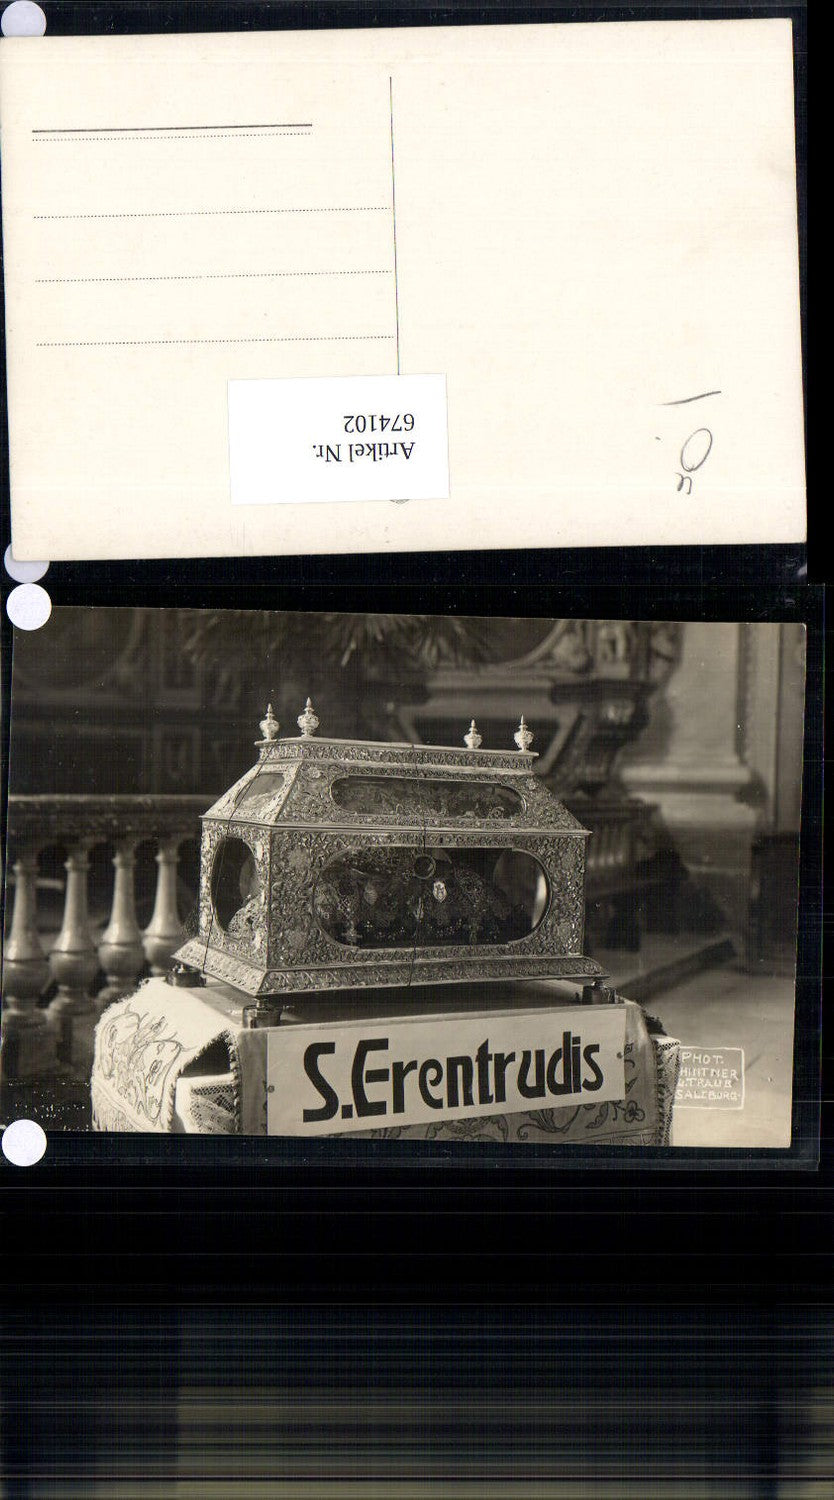 Artikel Nr.
674102
Ö.
S.Erentrudis
PHOT.
HINTNER
TRAUB
SALZBURG.